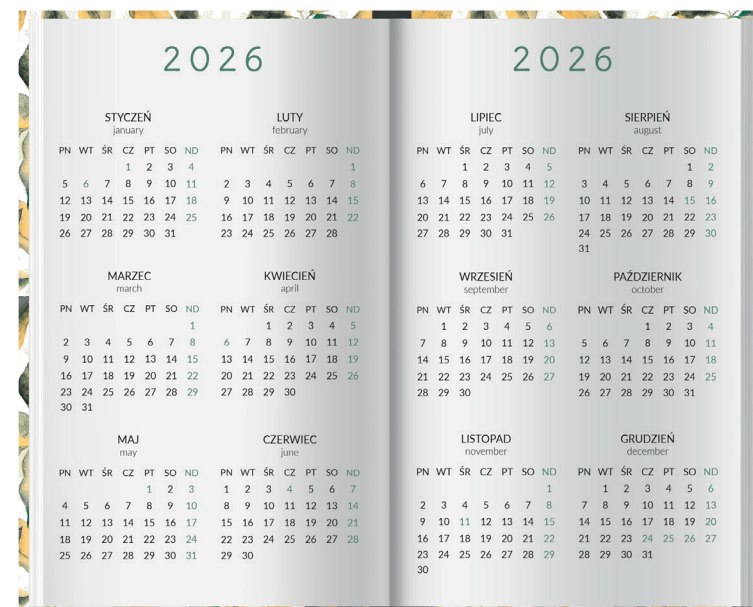 2026
STYCZEŃ
january
PN WT ŚR CZ PT SO ND
1 2 3 4
5 6 7 8 9 10 11
12 13 14 15 16 17 18
19 20 21 22 23 24 25
26 27 28 29 30 31
LUTY
february
PN WT ŚR CZ PT SO ND
1
2 3 4 5 6 7 8
9 10 11 12 13 14 15
16 17 18 19 20 21 22
23 24 25 26 27 28
MARZEC
march
PN WT ŚR CZ PT SO ND
1
2 3 4 5 6 7 8
9 10 11 12 13 14 15
16 17 18 19 20 21 22
23 24 25 26 27 28 29
30 31
KWIECIEŃ
april
PN WT ŚR CZ PT SO ND
1 2 3 4 5
6 7 8 9 10 11 12
13 14 15 16 17 18 19
20 21 22 23 24 25 26
27 28 29 30
MAJ
may
PN WT ŚR CZ PT SO ND
1 2 3
4 5 6 7 8 9 10
11 12 13 14 15 16 17
18 19 20 21 22 23 24
25 26 27 28 29 30 31
CZERWIEC
june
PN WT ŚR CZ PT SO ND
1 2 3 4 5 6 7
8 9 10 11 12 13 14
15 16 17 18 19 20 21
22 23 24 25 26 27 28
29 30
2026
LIPIEC
july
PN WT ŚR CZ PT SO ND
1 2 3 4 5
6 7 8 9 10 11 12
13 14 15 16 17 18 19
20 21 22 23 24 25 26
27 28 29 30 31
SIERPIEŃ
august
PN WT ŚR CZ PT SO ND
1 2
3 4 5 6 7 8 9
10 11 12 13 14 15 16
17 18 19 20 21 22 23
24 25 26 27 28 29 30
31
WRZESIEŃ
september
PN WT ŚR CZ PT SO ND
1 2 3 4 5 6
7 8 9 10 11 12 13
14 15 16 17 18 19 20
21 22 23 24 25 26 27
28 29 30
PAŹDZIERNIK
october
PN WT ŚR CZ PT SO ND
1 2 3 4
5 6 7 8 9 10 11
12 13 14 15 16 17 18
19 20 21 22 23 24 25
26 27 28 29 30 31
LISTOPAD
november
PN WT ŚR CZ PT SO ND
1
2 3 4 5 6 7 8
9 10 11 12 13 14 15
16 17 18 19 20 21 22
23 24 25 26 27 28 29
30
GRUDZIEŃ
december
PN WT ŚR CZ PT SO ND
1 2 3 4 5 6
7 8 9 10 11 12 13
14 15 16 17 18 19 20
21 22 23 24 25 26 27
28 29 30 31